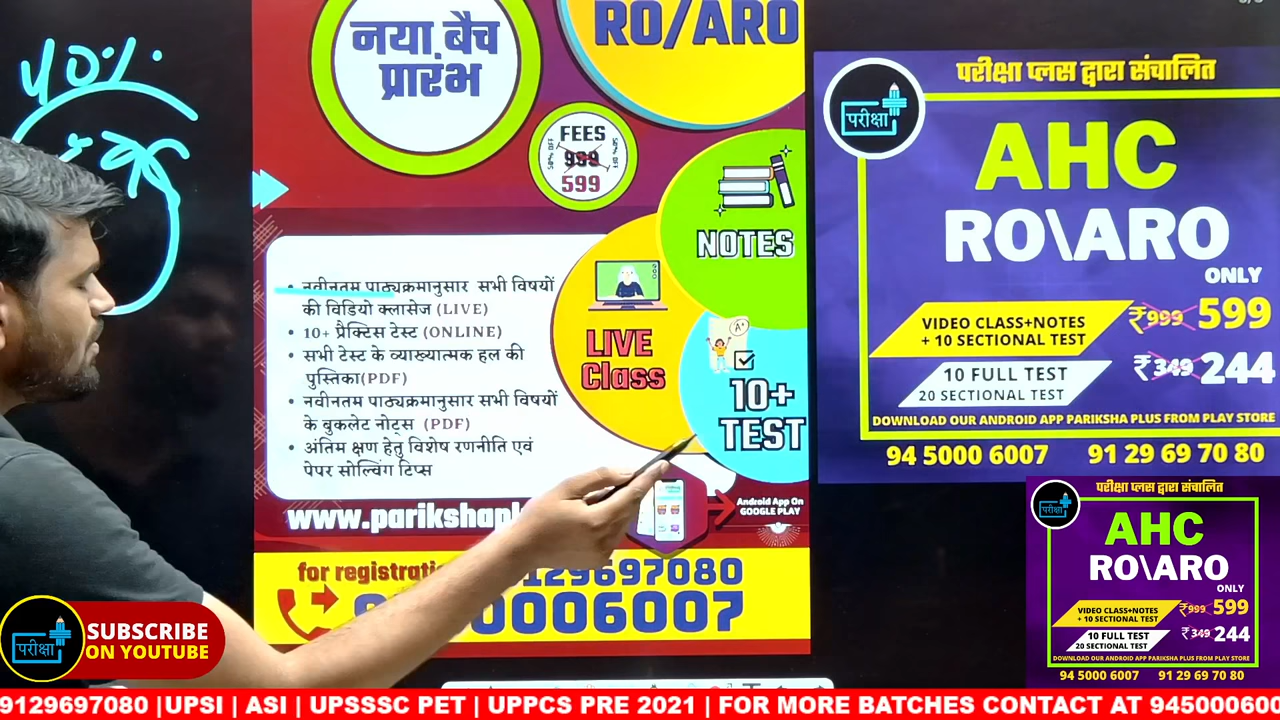 40%.
नया बैच
प्रारंभ
RO/ARO
FEES
999
599
50% OFF
50% OFF
NOTES
LIVE
Class
A+
10+
TEST
• नवीनतम पाठ्यक्रमानुसार सभी विषयों
की विडियो क्लासेज (LIVE)
• 10+ प्रैक्टिस टेस्ट (ONLINE)
• सभी टेस्ट के व्याख्यात्मक हल की
पुस्तिका(PDF)
• नवीनतम पाठ्यक्रमानुसार सभी विषयों
के बुकलेट नोट्स (PDF)
• अंतिम क्षण हेतु विशेष रणनीति एवं
पेपर सौल्विंग टिप्स
Android App On
GOOGLE PLAY
for
परीक्षा प्लस द्वारा संचालित
परीक्षा
AHC
RO\ARO
ONLY
VIDEO CLASS+NOTES
+ 10 SECTIONAL TEST
₹999 599
10 FULL TEST
20 SECTIONAL TEST
₹349 244
DOWNLOAD OUR ANDROID APP PARIKSHA PLUS FROM PLAY STORE
94 5000 6007 91 29 69 70 80
परीक्षा प्लस द्वारा संचालित
परीक्षा
AHC
RO\ARO
ONLY
VIDEO CLASS+NOTES
+ 10 SECTIONAL TEST
₹999 599
10 FULL TEST
20 SECTIONAL TEST
₹349 244
DOWNLOAD OUR ANDROID APP PARIKSHA PLUS FROM PLAY STORE
94 5000 6007 91 29 69 70 80
परीक्षा
SUBSCRIBE
ON YOUTUBE
9129697080 |UPSI | ASI | UPSSSC PET | UPPCS PRE 2021 | FOR MORE BATCHES CONTACT AT 945000600